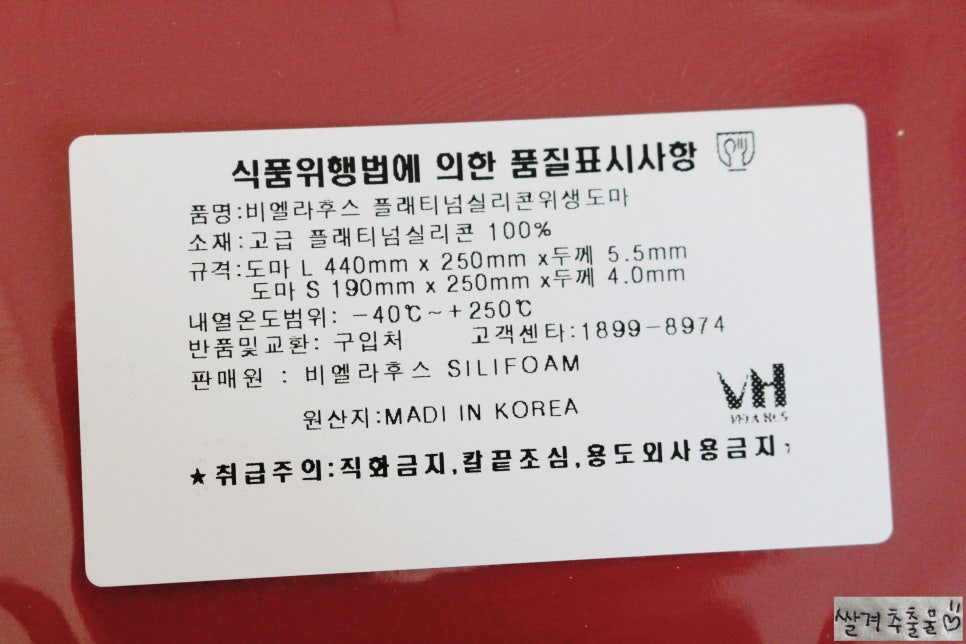 식품위행법에 의한 품질표시사항
품명:비엘라후스 플래티넘실리콘위생도마
소재:고급 플래티넘실리콘 100%
규격:도마 L 440mm x 250mm x두께 5.5mm
도마 S 190mm x 250mm x두께 4.0mm
내열온도범위: -40℃~+250℃
반품및교환: 구입처 고객센타:1899-8974
판매원 : 비엘라후스 SILIFOAM
VH
원산지:MADI IN KOREA
★취급주의:직화금지,칼끝조심,용도외사용금지
쌀겨추출물